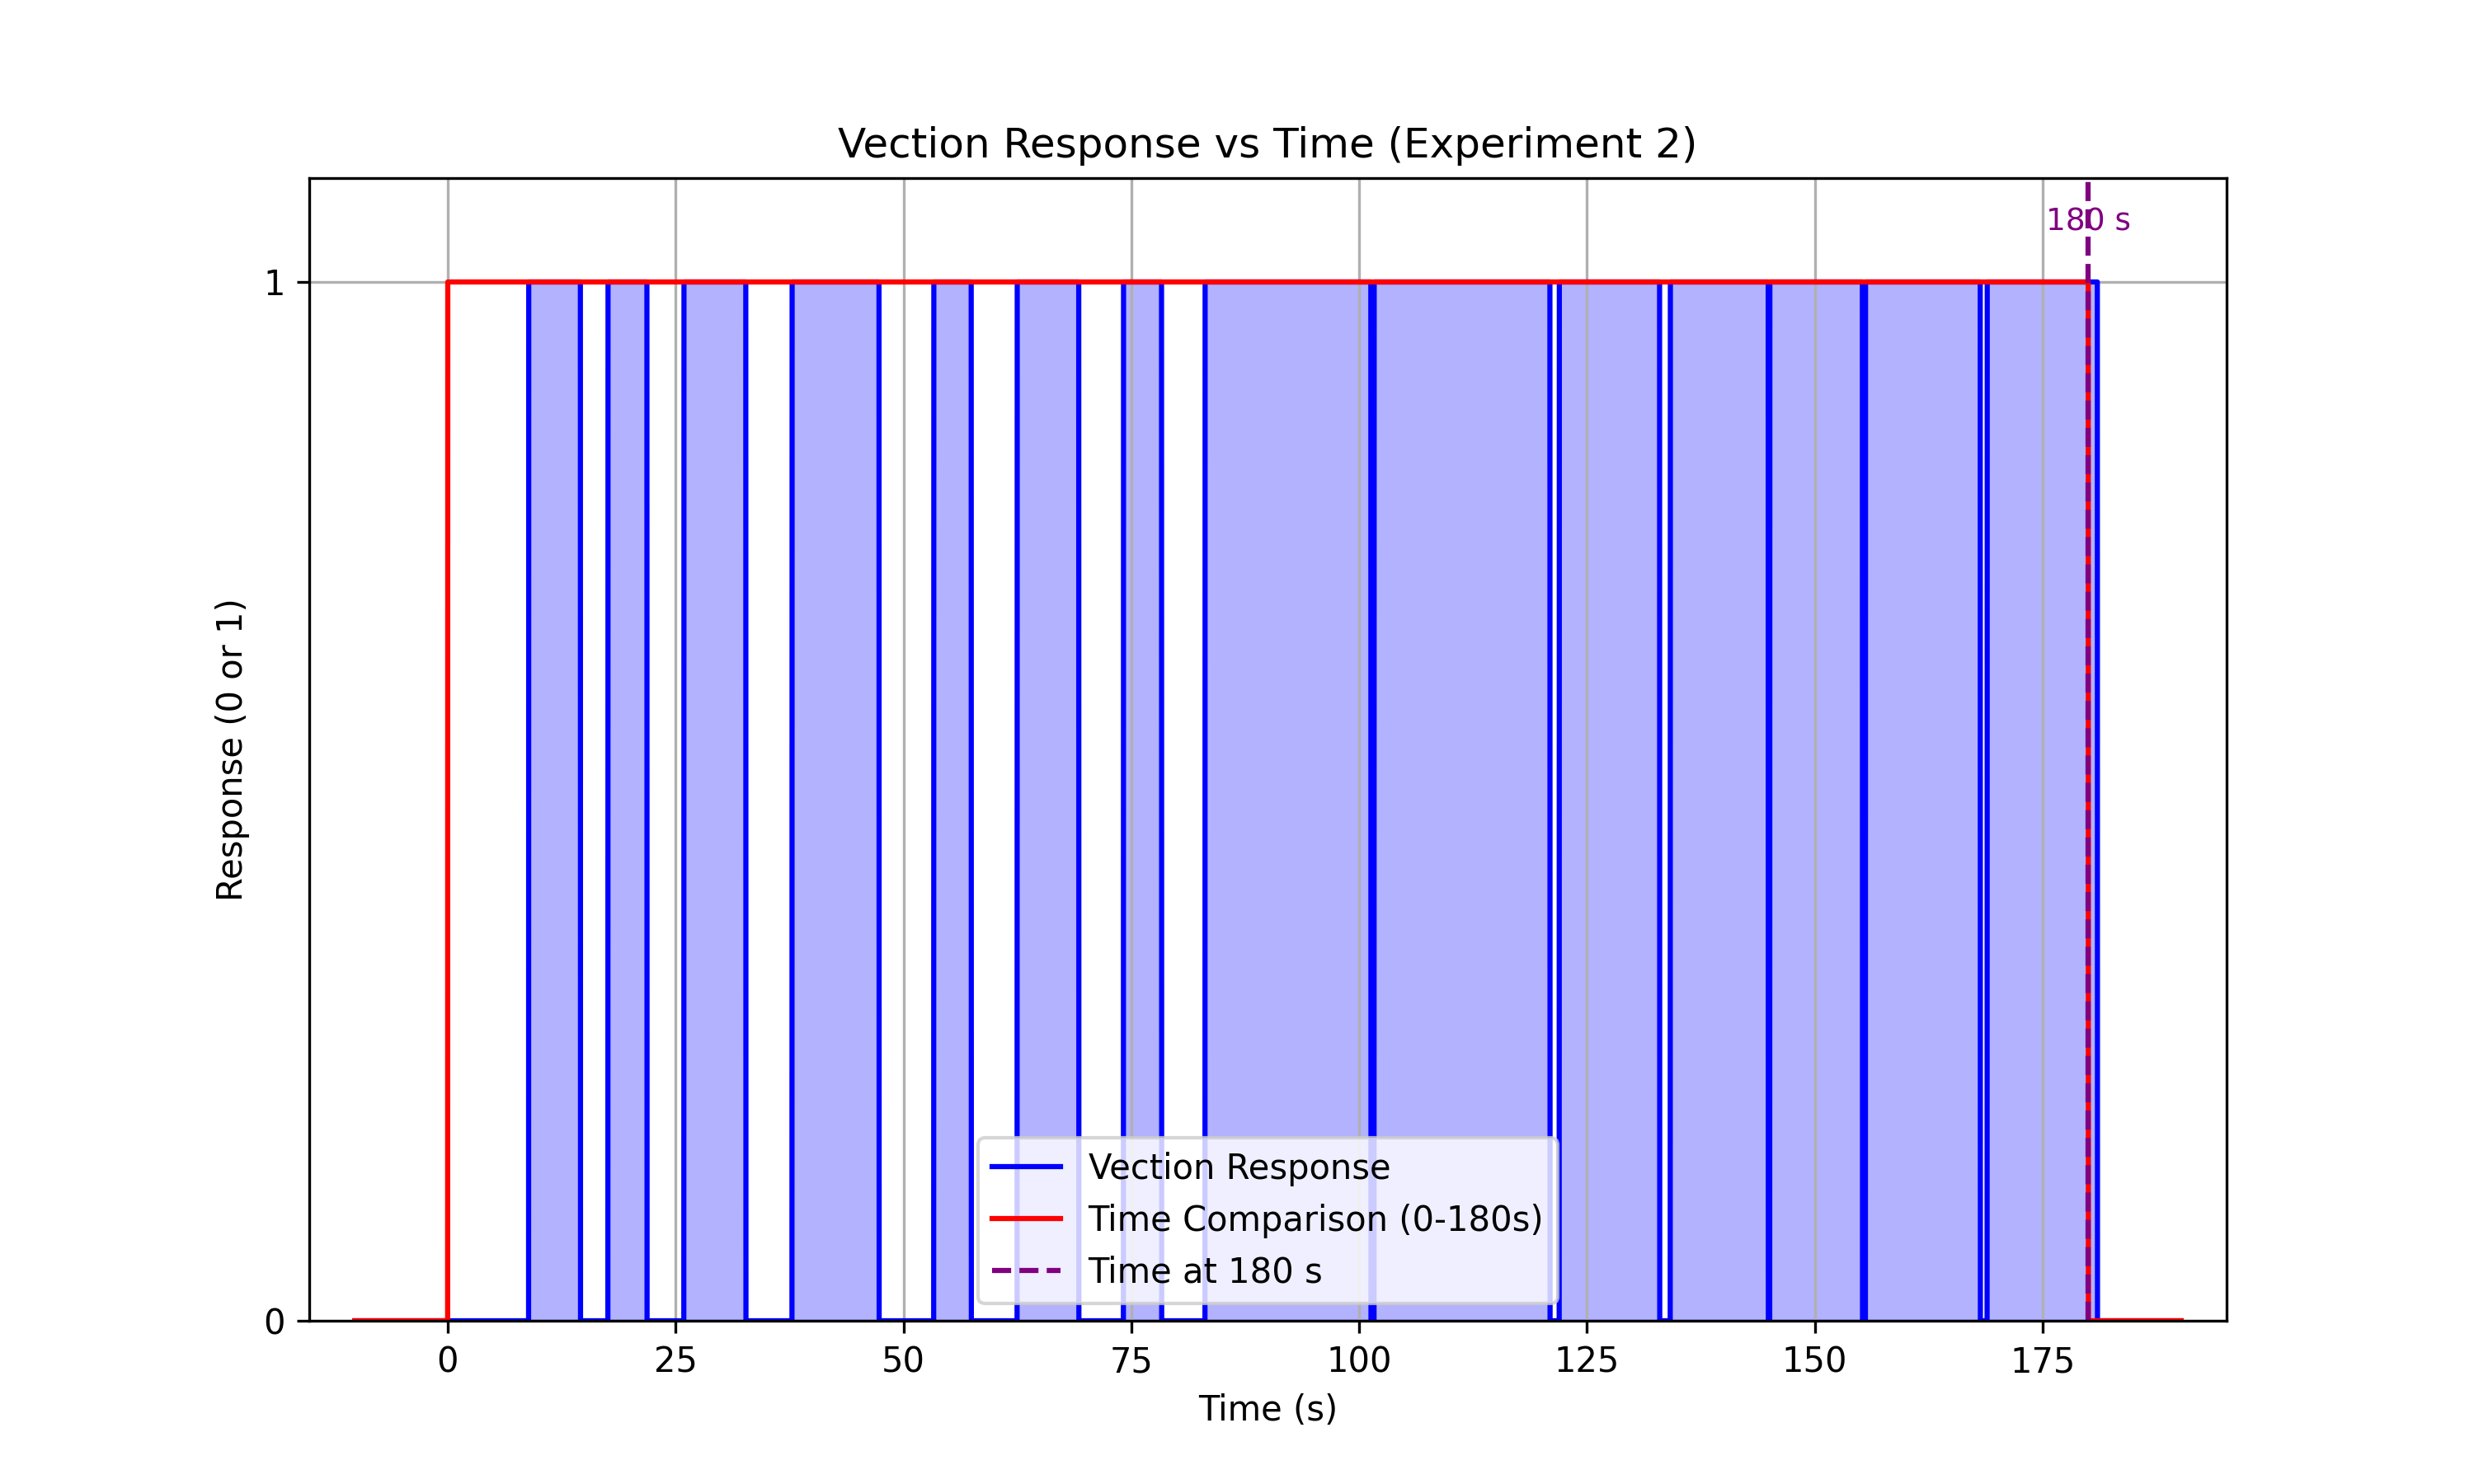 Vection Response vs Time (Experiment 2)
180 s
1
Response (0 or 1)
Vection Response
Time Comparison (0-180s)
Time at 180 s
0
0 25 50 75 100 125 150 175
Time (s)